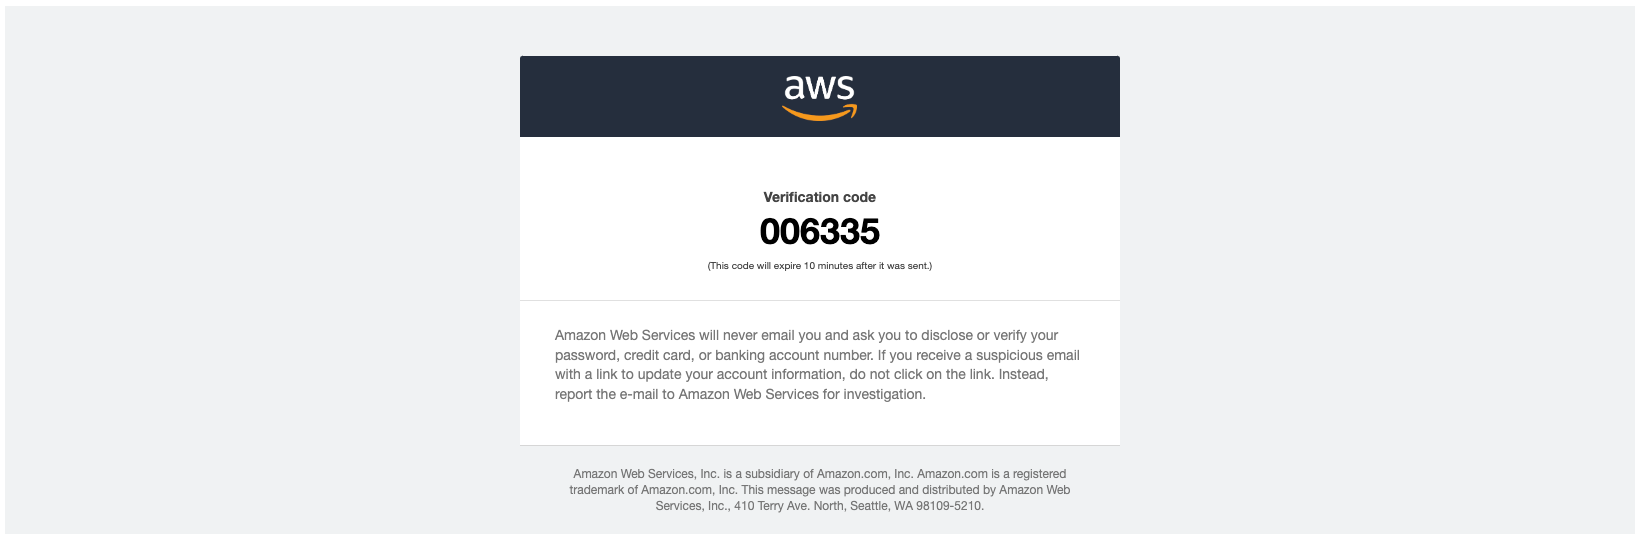 aws
Verification code
006335
(This code will expire 10 minutes after it was sent.)
Amazon Web Services will never email you and ask you to disclose or verify your
password, credit card, or banking account number. If you receive a suspicious email
with a link to update your account information, do not click on the link. Instead,
report the e-mail to Amazon Web Services for investigation.
Amazon Web Services, Inc. is a subsidiary of Amazon.com, Inc. Amazon.com is a registered
trademark of Amazon.com, Inc. This message was produced and distributed by Amazon Web
Services, Inc., 410 Terry Ave. North, Seattle, WA 98109-5210.